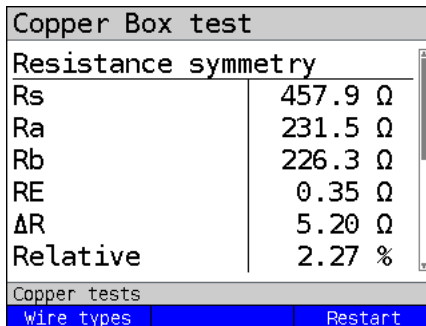 Copper Box test
Resistance symmetry
Rs 457.9 Ω
Ra 231.5 Ω
Rb 226.3 Ω
RE 0.35 Ω
ΔR 5.20 Ω
Relative 2.27 %
Copper tests
Wire types Restart